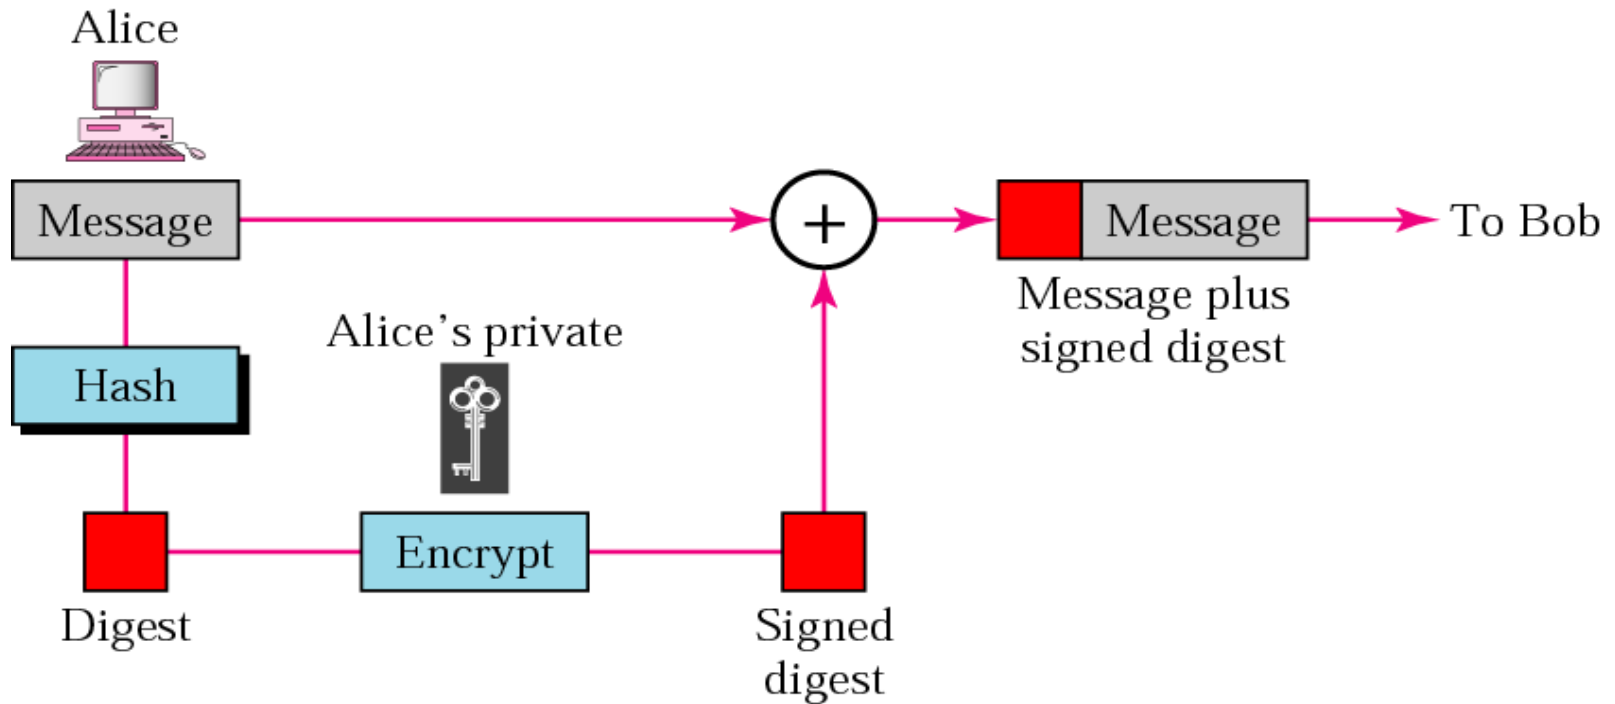 Alice
Message
+
Message
To Bob
Message plus
signed digest
Alice’s private
Hash
Encrypt
Digest
Signed
digest